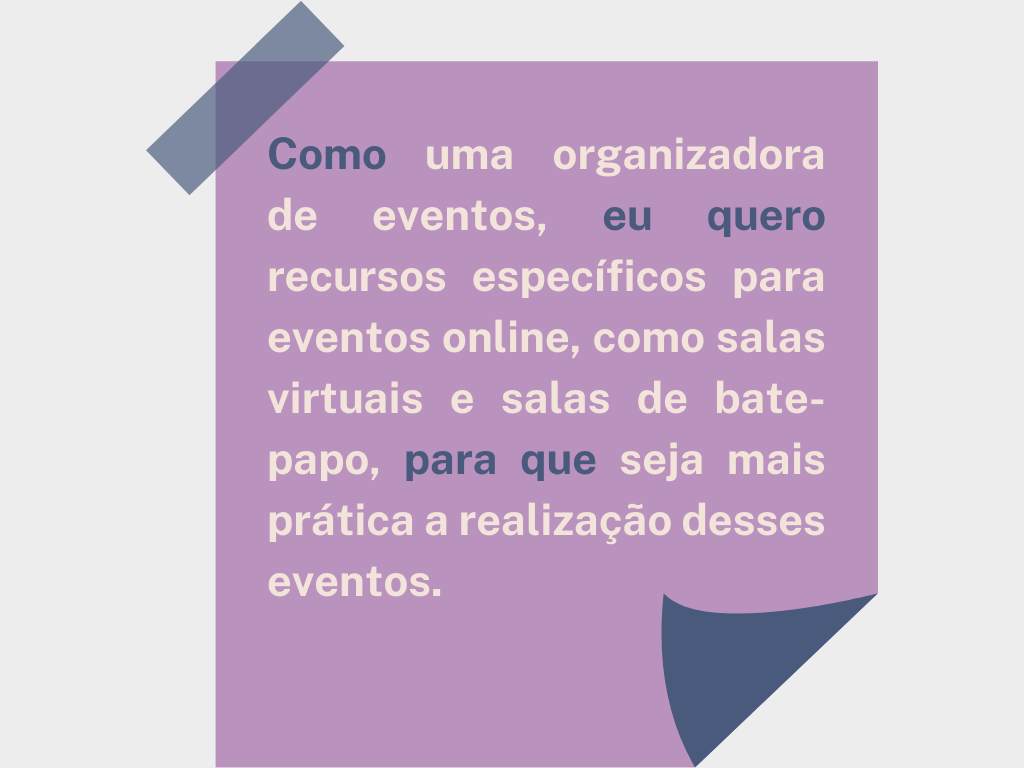 Como uma organizadora
de eventos, eu quero
recursos específicos para
eventos online, como salas
virtuais e salas de bate-
papo, para que seja mais
prática a realização desses
eventos.